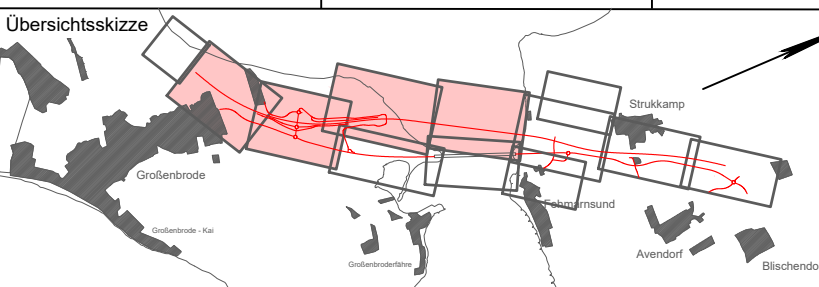 Übersichtsskizze
Strukkamp
Großenbrode
Fehmarnsund
Großenbrode - Kai
Avendorf
Großenbroderfähre
Blischendo